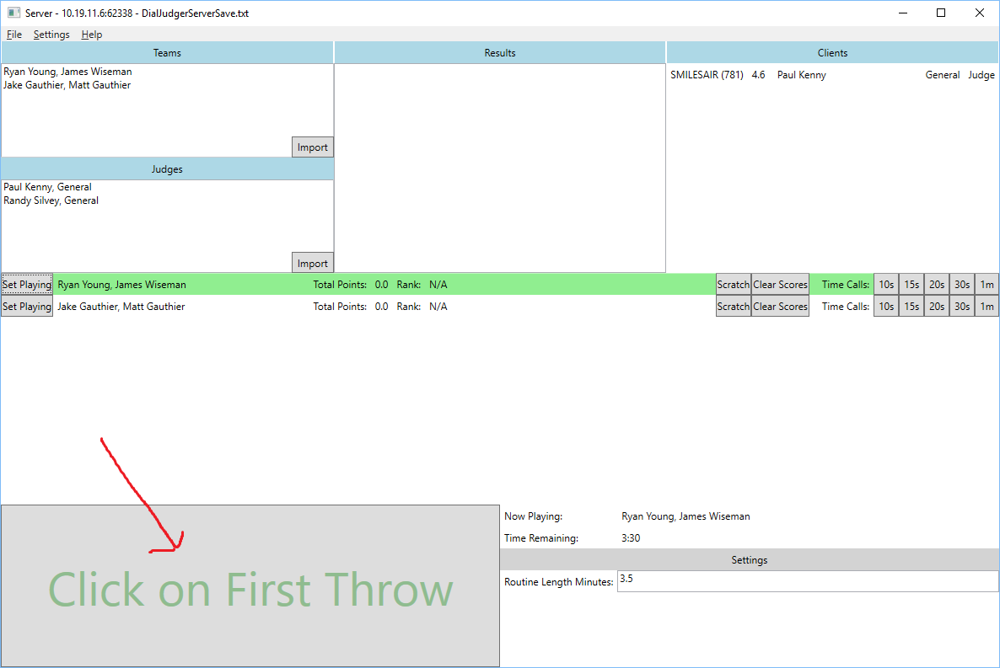 Server - 10.19.11.6:62338 - DialJudgerServerSave.txt
File Settings Help
Teams
Ryan Young, James Wiseman
Jake Gauthier, Matt Gauthier
Import
Judges
Paul Kenny, General
Randy Silvey, General
Import
Results
Clients
SMILESAIR (781) 4.6 Paul Kenny General Judge
Set Playing Ryan Young, James Wiseman Total Points: 0.0 Rank: N/A Scratch Clear Scores Time Calls: 10s 15s 20s 30s 1m
Set Playing Jake Gauthier, Matt Gauthier Total Points: 0.0 Rank: N/A Scratch Clear Scores Time Calls: 10s 15s 20s 30s 1m
Click on First Throw
Now Playing: Ryan Young, James Wiseman
Time Remaining: 3:30
Settings
Routine Length Minutes: 3.5